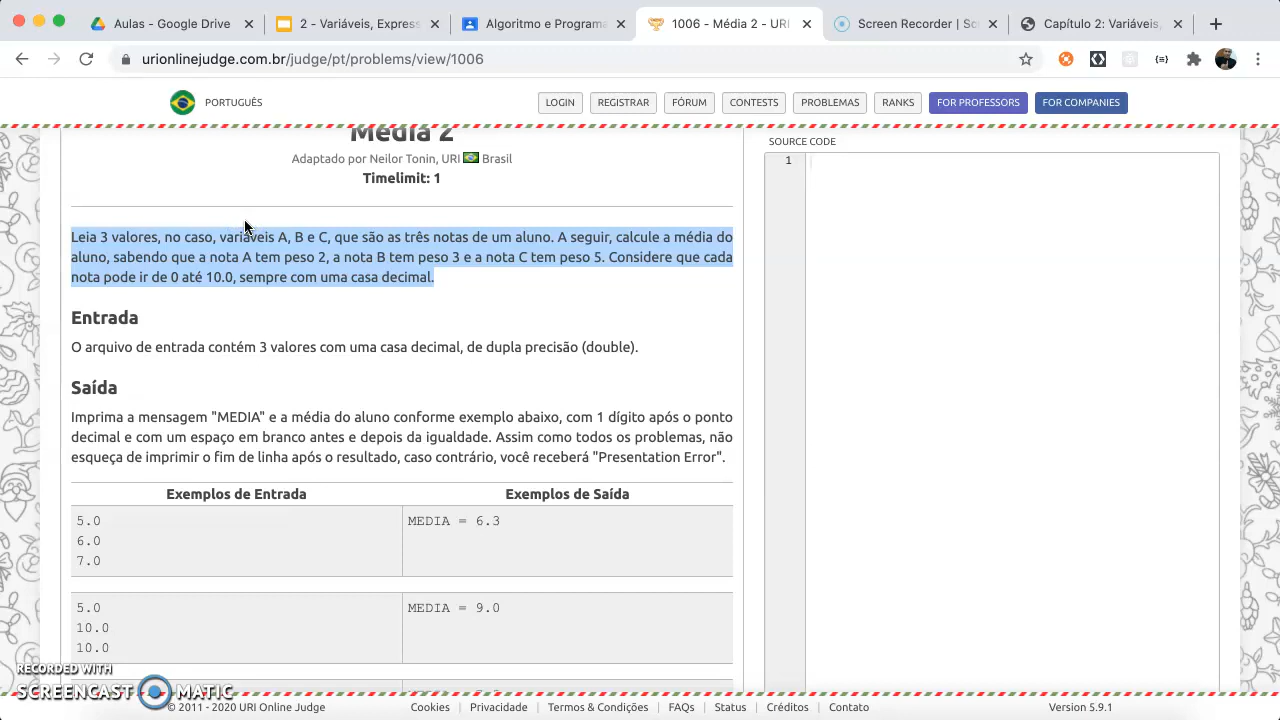 Aulas - Google Drive
2 - Variáveis, Express
Algoritmo e Programa
1006 - Média 2 - URI
Screen Recorder | Sc
Capítulo 2: Variáveis,
urionlinejudge.com.br/judge/pt/problems/view/1006
PORTUGUÊS
LOGIN
REGISTRAR
FÓRUM
CONTESTS
PROBLEMAS
RANKS
FOR PROFESSORS
FOR COMPANIES
Média 2
Adaptado por Neilor Tonin, URI Brasil
Timelimit: 1
SOURCE CODE
1
Leia 3 valores, no caso, variáveis A, B e C, que são as três notas de um aluno. A seguir, calcule a média do
aluno, sabendo que a nota A tem peso 2, a nota B tem peso 3 e a nota C tem peso 5. Considere que cada
nota pode ir de 0 até 10.0, sempre com uma casa decimal.
Entrada
O arquivo de entrada contém 3 valores com uma casa decimal, de dupla precisão (double).
Saída
Imprima a mensagem "MEDIA" e a média do aluno conforme exemplo abaixo, com 1 dígito após o ponto
decimal e com um espaço em branco antes e depois da igualdade. Assim como todos os problemas, não
esqueça de imprimir o fim de linha após o resultado, caso contrário, você receberá "Presentation Error".
Exemplos de Entrada
Exemplos de Saída
5.0
6.0
7.0
MEDIA = 6.3
5.0
10.0
10.0
MEDIA = 9.0
RECORDED WITH
SCREENCAST MATIC
© 2011 - 2020 URI Online Judge
Cookies
Privacidade
Termos & Condições
FAQs
Status
Créditos
Contato
Version 5.9.1